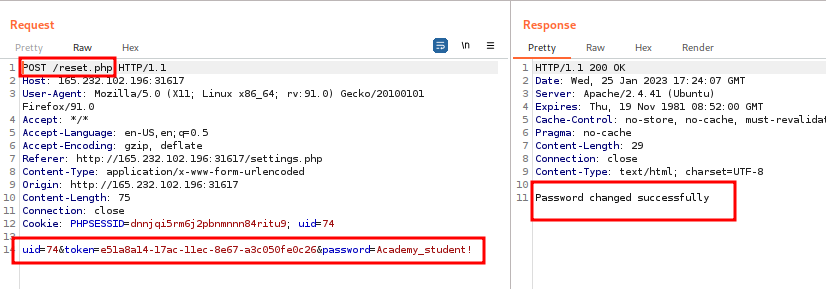 Request
Pretty Raw Hex
\n
1 POST /reset.php HTTP/1.1
2 Host: 165.232.102.196:31617
3 User-Agent: Mozilla/5.0 (X11; Linux x86_64; rv:91.0) Gecko/20100101
Firefox/91.0
4 Accept: */*
5 Accept-Language: en-US,en;q=0.5
6 Accept-Encoding: gzip, deflate
7 Referer: http://165.232.102.196:31617/settings.php
8 Content-Type: application/x-www-form-urlencoded
9 Origin: http://165.232.102.196:31617
10 Content-Length: 75
11 Connection: close
12 Cookie: PHPSESSID=dnnjqi5rm6j2pbnmnnn84ritu9; uid=74
13
14 uid=74&token=e51a8a14-17ac-11ec-8e67-a3c050fe0c26&password=Academy_student!
Response
Pretty Raw Hex Render
1 HTTP/1.1 200 OK
2 Date: Wed, 25 Jan 2023 17:24:07 GMT
3 Server: Apache/2.4.41 (Ubuntu)
4 Expires: Thu, 19 Nov 1981 08:52:00 GMT
5 Cache-Control: no-store, no-cache, must-revalidat
6 Pragma: no-cache
7 Content-Length: 29
8 Connection: close
9 Content-Type: text/html; charset=UTF-8
10
11 Password changed successfully